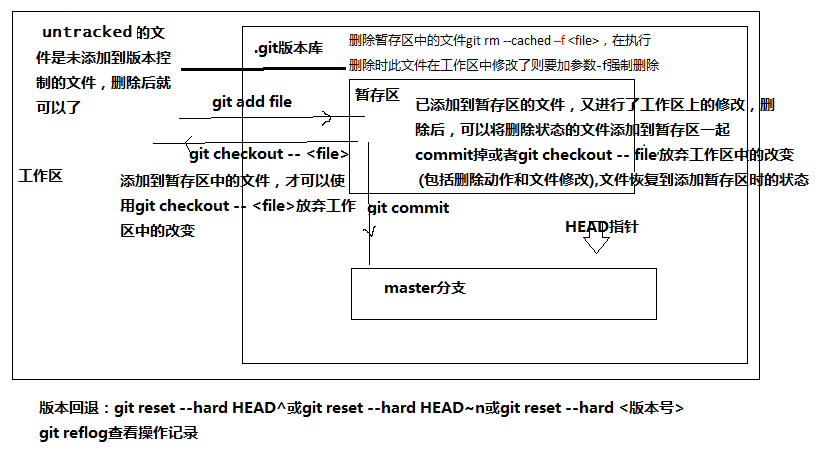 untracked 的文
件是未添加到版本控
制的文件，删除后就
可以了
.git版本库
删除暂存区中的文件git rm --cached –f <file>，在执行
删除时此文件在工作区中修改了则要加参数-f强制删除
git add file
暂存区
已添加到暂存区的文件，又进行了工作区上的修改，删
除后，可以将删除状态的文件添加到暂存区一起
commit掉或者git checkout -- file放弃工作区中的改变
(包括删除动作和文件修改),文件恢复到添加暂存区时的状态
git checkout -- <file>
工作区
添加到暂存区中的文件，才可以使
用git checkout -- <file>放弃工作
区中的改变
git commit
HEAD指针
master分支
版本回退：git reset --hard HEAD^或git reset --hard HEAD~n或git reset --hard <版本号>
git reflog查看操作记录